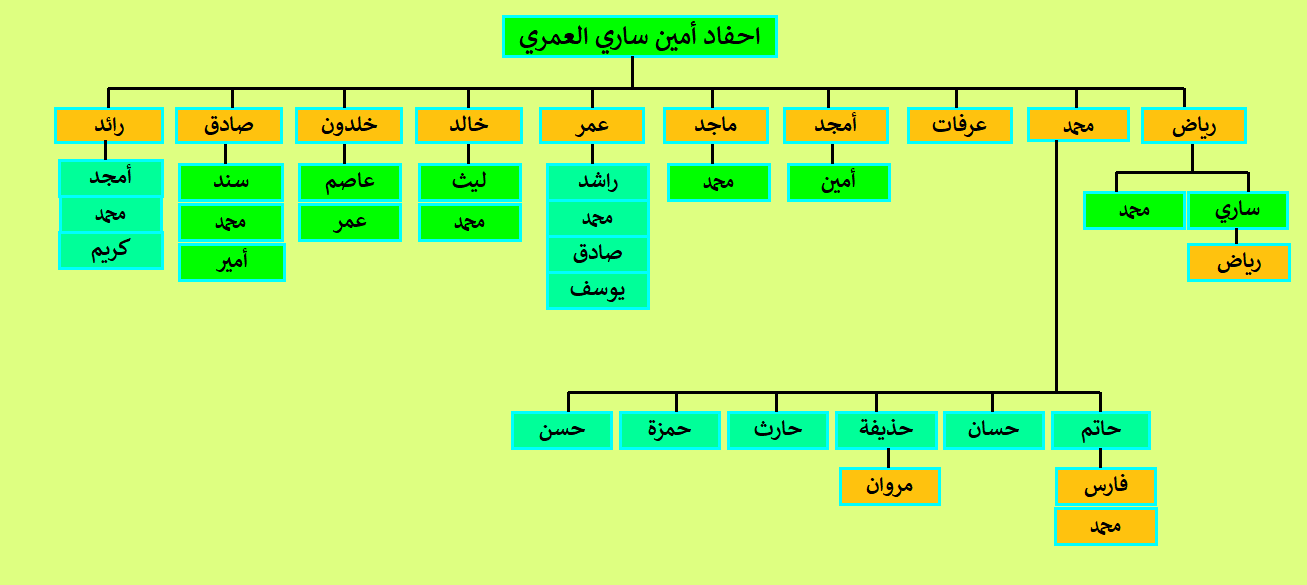 احفاد أمين ساري العمري
رياض
محمد
عرفات
أمجد
ماجد
عمر
خالد
خلدون
صادق
رائد
ساري
محمد
رياض
أمين
محمد
راشد
محمد
صادق
يوسف
ليث
محمد
عاصم
عمر
سند
محمد
أمير
أمجد
محمد
كريم
حاتم
حسان
حذيفة
حارث
حمزة
حسن
فارس
محمد
مروان